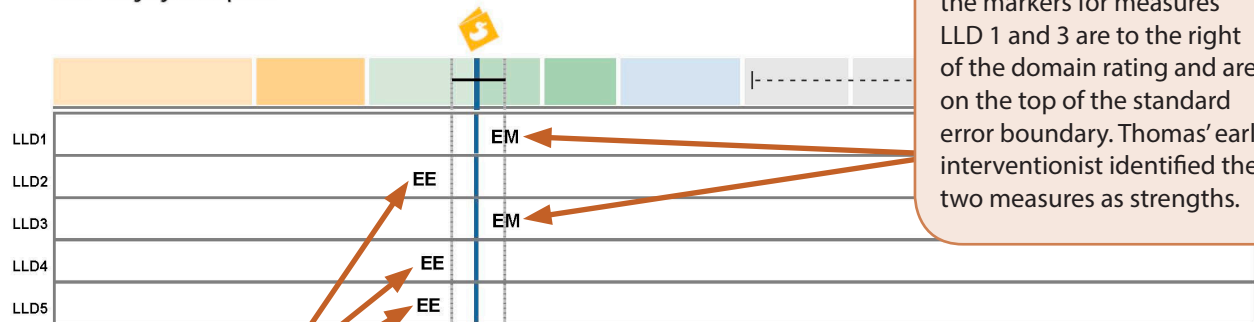 the markers for measures
LLD 1 and 3 are to the right
of the domain rating and are
on the top of the standard
error boundary. Thomas’
interventionist identified
two measures as strengths.
LLD1 EM
LLD2 EE
LLD3 EM
LLD4 EE
LLD5 EE